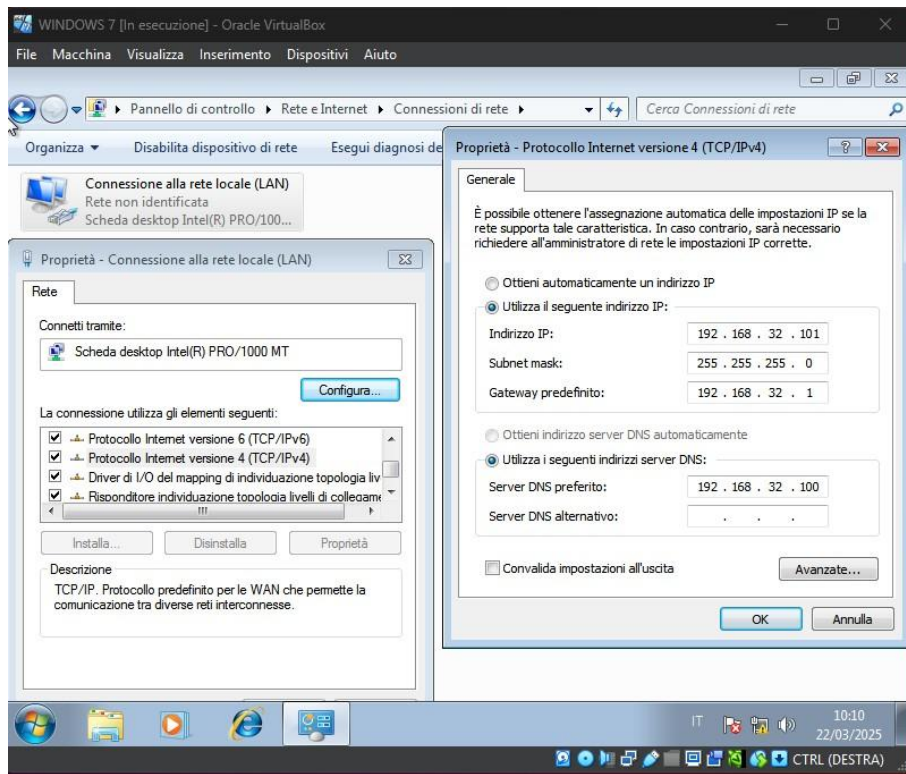 WINDOWS 7 [In esecuzione] - Oracle VirtualBox
File Macchina Visualizza Inserimento Dispositivi Aiuto
Pannello di controllo Rete e Internet Connessioni di rete
Cerca Connessioni di rete
Organizza Disabilita dispositivo di rete Esegui diagnosi de
Connessione alla rete locale (LAN)
Rete non identificata
Scheda desktop Intel(R) PRO/100...
Proprietà - Connessione alla rete locale (LAN)
Rete
Connetti tramite:
Scheda desktop Intel(R) PRO/1000 MT
Configura...
La connessione utilizza gli elementi seguenti:
Protocollo Internet versione 6 (TCP/IPv6)
Protocollo Internet versione 4 (TCP/IPv4)
Driver di I/O del mapping di individuazione topologia liv
Risponditore individuazione topologia livelli di collegame
Installa... Disinstalla Proprietà
Descrizione
TCP/IP. Protocollo predefinito per le WAN che permette la
comunicazione tra diverse reti interconnesse.
Proprietà - Protocollo Internet versione 4 (TCP/IPv4)
Generale
È possibile ottenere l'assegnazione automatica delle impostazioni IP se la
rete supporta tale caratteristica. In caso contrario, sarà necessario
richiedere all'amministratore di rete le impostazioni IP corrette.
Ottieni automaticamente un indirizzo IP
Utilizza il seguente indirizzo IP:
Indirizzo IP: 192 . 168 . 32 . 101
Subnet mask: 255 . 255 . 255 . 0
Gateway predefinito: 192 . 168 . 32 . 1
Ottieni indirizzo server DNS automaticamente
Utilizza i seguenti indirizzi server DNS:
Server DNS preferito: 192 . 168 . 32 . 100
Server DNS alternativo: . . .
Convalida impostazioni all'uscita
Avanzate...
OK Annulla
IT
10:10
22/03/2025
CTRL (DESTRA)